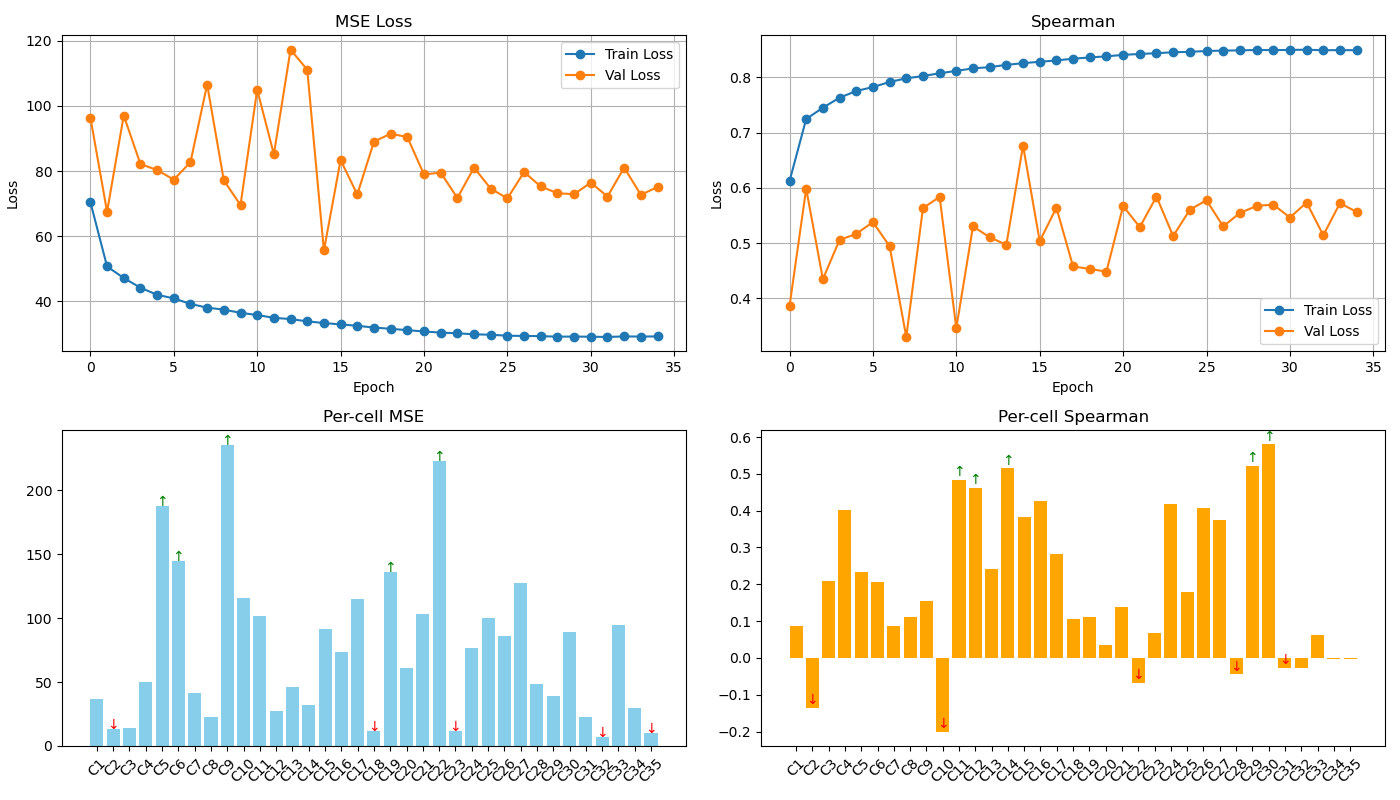 MSE Loss
Loss
120
100
80
60
40
Train Loss
Val Loss
0 5 10 15 20 25 30 35
Epoch
Spearman
Loss
0.8
0.7
0.6
0.5
0.4
Train Loss
Val Loss
0 5 10 15 20 25 30 35
Epoch
Per-cell MSE
200
150
100
50
0
↑ ↓ ↑ ↑ ↑ ↓ ↑ ↑ ↓ ↓ ↓
C1 C2 C3 C4 C5 C6 C7 C8 C9 C10 C11 C12 C13 C14 C15 C16 C17 C18 C19 C20 C21 C22 C23 C24 C25 C26 C27 C28 C29 C30 C31 C32 C33 C34 C35
Per-cell Spearman
0.6
0.5
0.4
0.3
0.2
0.1
0.0
−0.1
−0.2
↓ ↓ ↑ ↑ ↑ ↓ ↓ ↑ ↑ ↓
C1 C2 C3 C4 C5 C6 C7 C8 C9 C10 C11 C12 C13 C14 C15 C16 C17 C18 C19 C20 C21 C22 C23 C24 C25 C26 C27 C28 C29 C30 C31 C32 C33 C34 C35